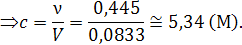 ⇒c = ν/V = 0,445/0,0833 ≅ 5,34 (M).